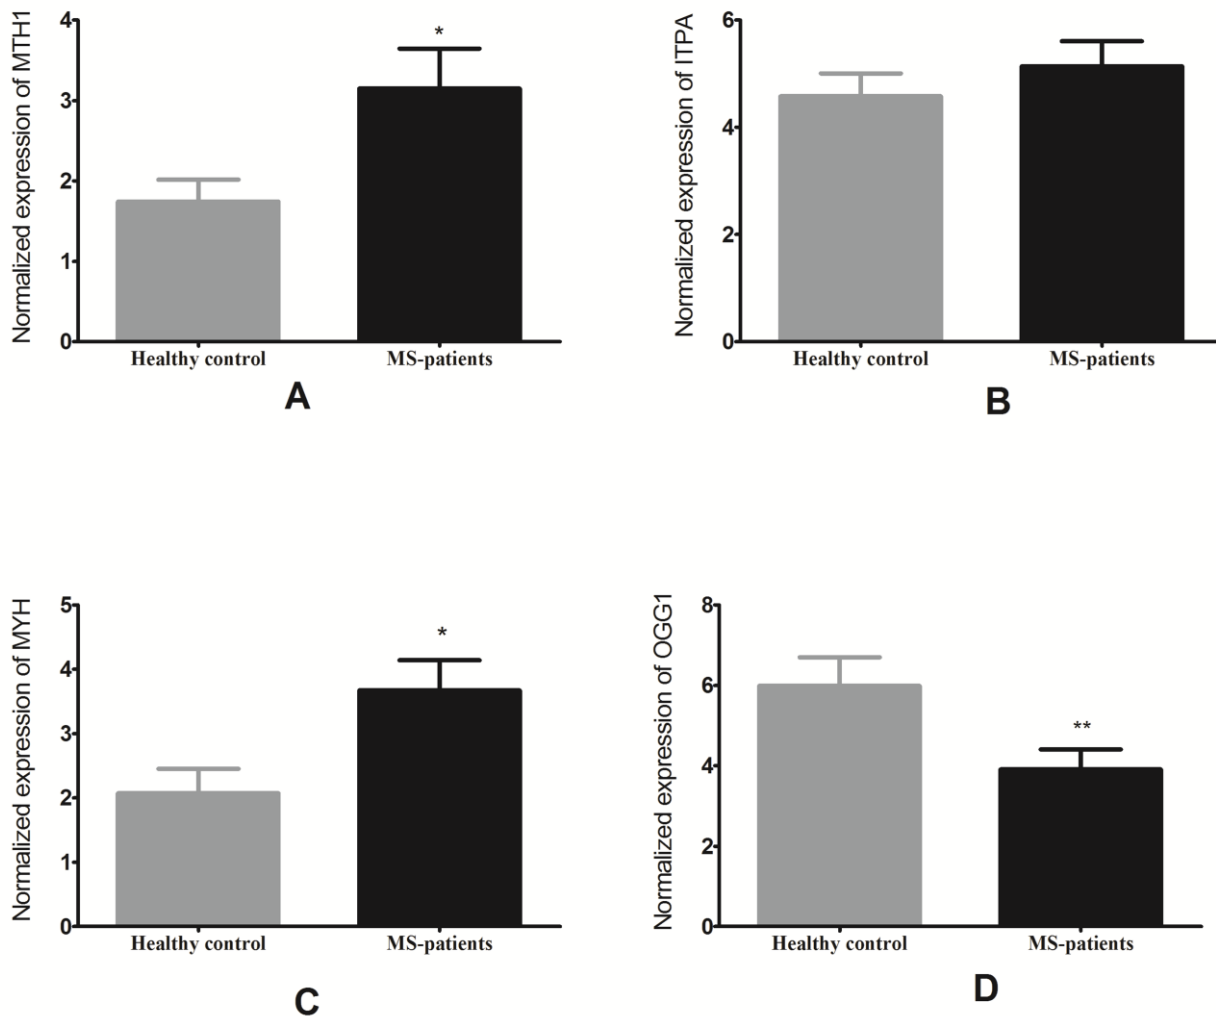 Normalized expression of MTH1
4
3
2
1
0
*
Healthy control
MS-patients
A
Normalized expression of ITPA
6
4
2
0
Healthy control
MS-patients
B
Normalized expression of MYH
5
4
3
2
1
0
*
Healthy control
MS-patients
C
Normalized expression of OGG1
8
6
4
2
0
**
Healthy control
MS-patients
D